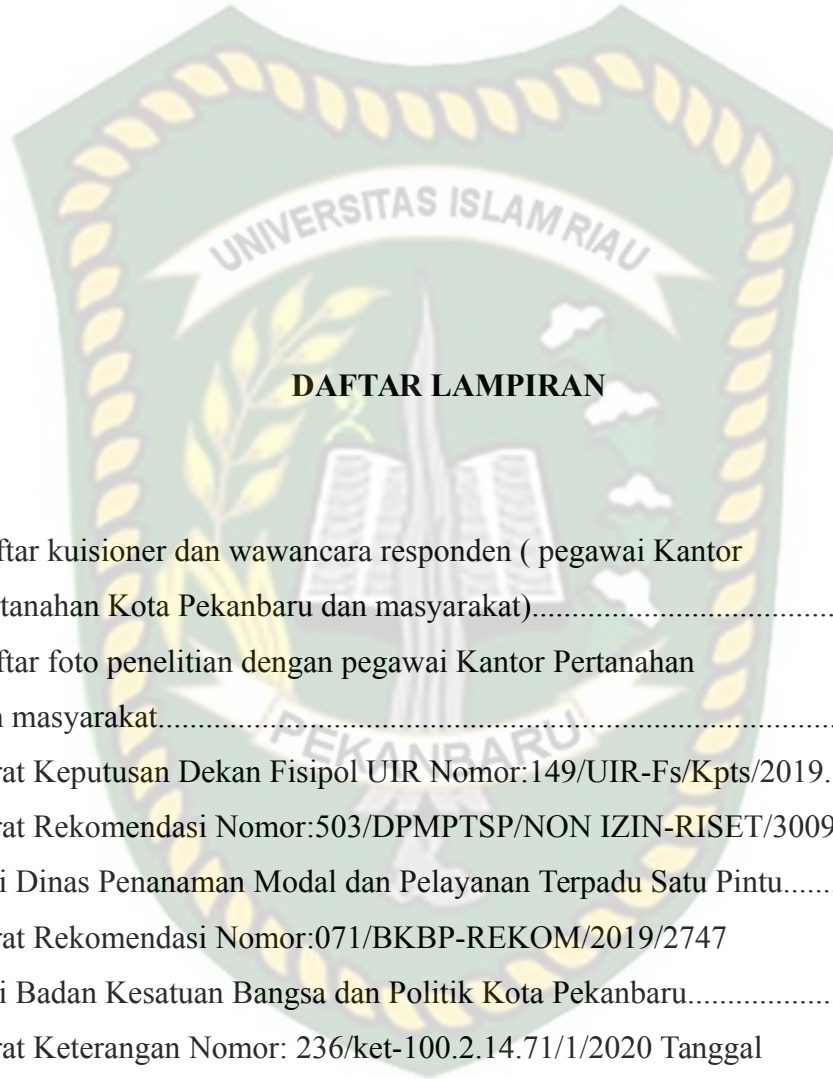 UNIVERSITAS ISLAM RIAU
DAFTAR LAMPIRAN
ftar kuisioner dan wawancara responden ( pegawai Kantor
tanahan Kota Pekanbaru dan masyarakat)......................................
ftar foto penelitian dengan pegawai Kantor Pertanahan
n masyarakat.....................................................................................
PEKANBARU
rat Keputusan Dekan Fisipol UIR Nomor:149/UIR-Fs/Kpts/2019.
rat Rekomendasi Nomor:503/DPMPTSP/NON IZIN-RISET/3009
i Dinas Penanaman Modal dan Pelayanan Terpadu Satu Pintu.......
rat Rekomendasi Nomor:071/BKBP-REKOM/2019/2747
i Badan Kesatuan Bangsa dan Politik Kota Pekanbaru..................
rat Keterangan Nomor: 236/ket-100.2.14.71/1/2020 Tanggal